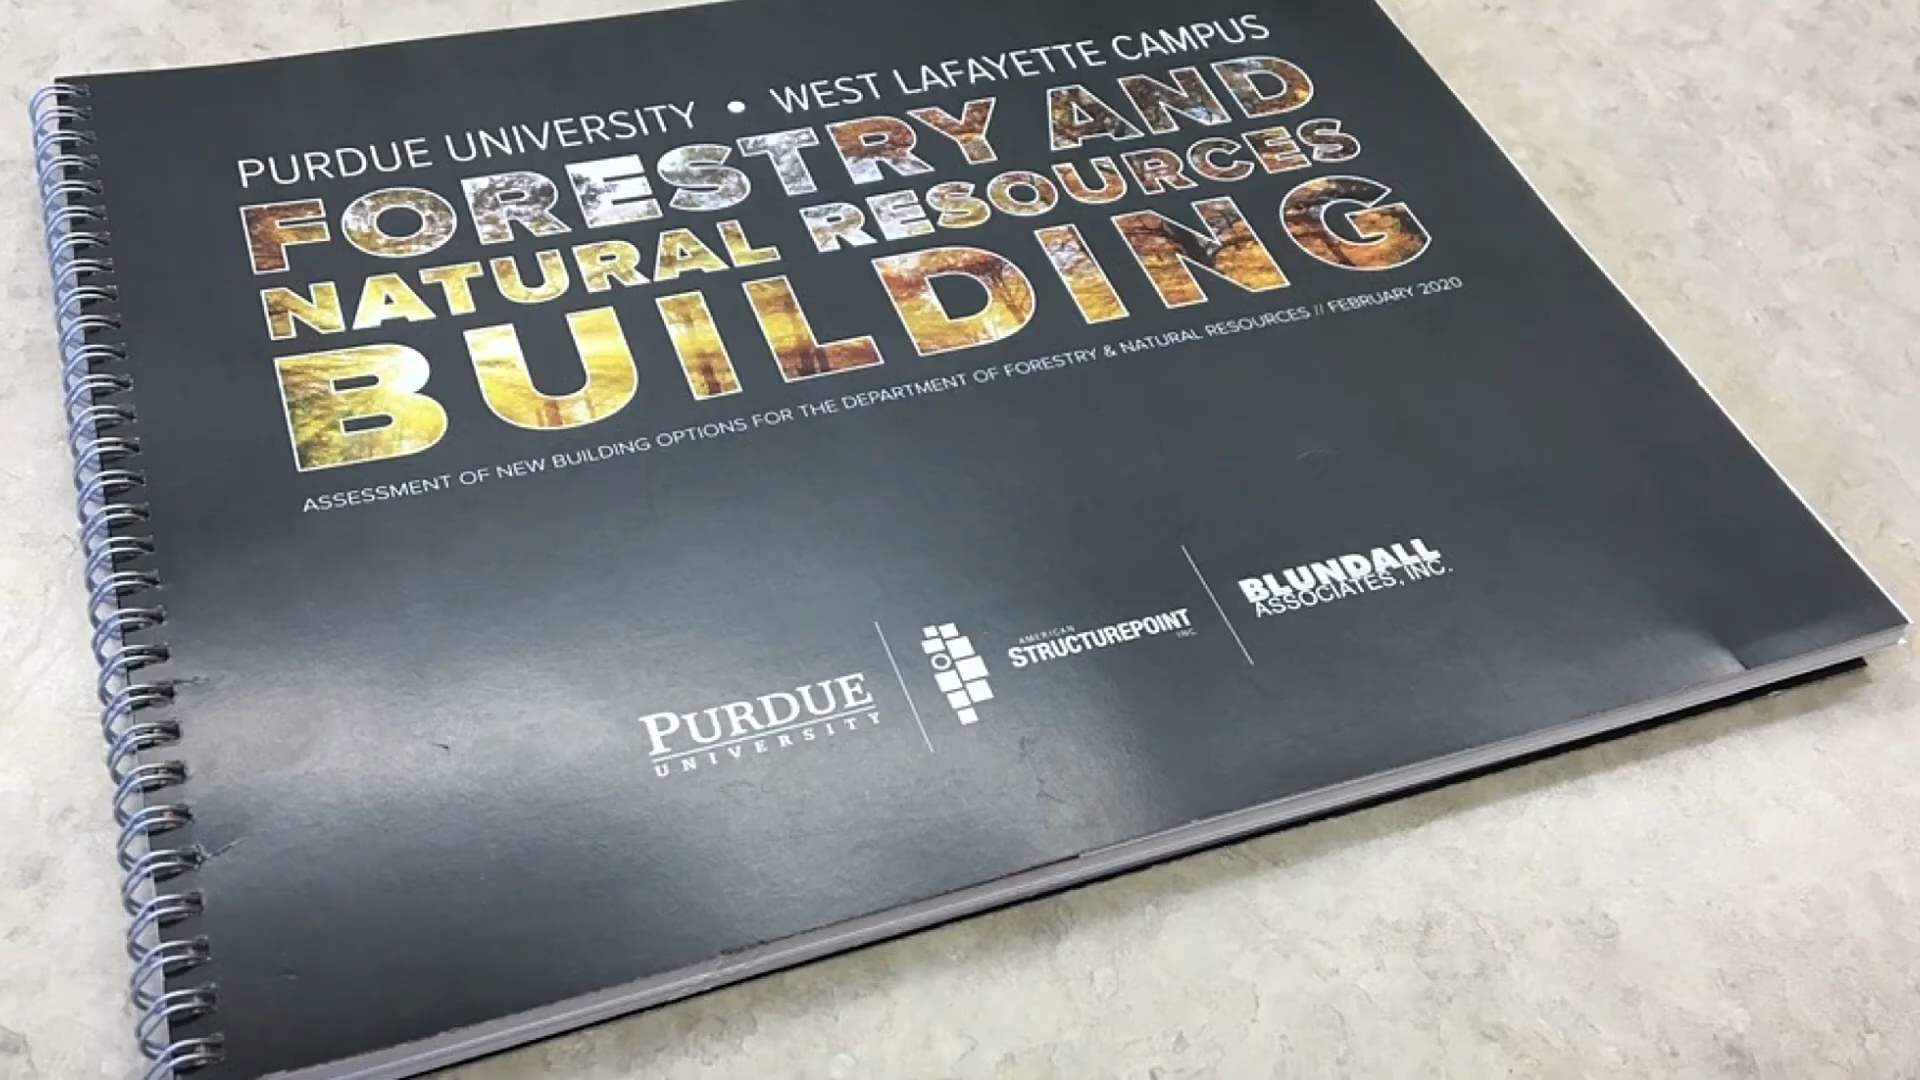 PURDUE UNIVERSITY • WEST LAFAYETTE CAMPUS
FORESTRY AND
NATURAL RESOURCES
BUILDING
ASSESSMENT OF NEW BUILDING OPTIONS FOR THE DEPARTMENT OF FORESTRY & NATURAL RESOURCES // FEBRUARY 2020
PURDUE
UNIVERSITY
AMERICAN
STRUCTUREPOINT
INC.
BLUNDALL
ASSOCIATES, INC.